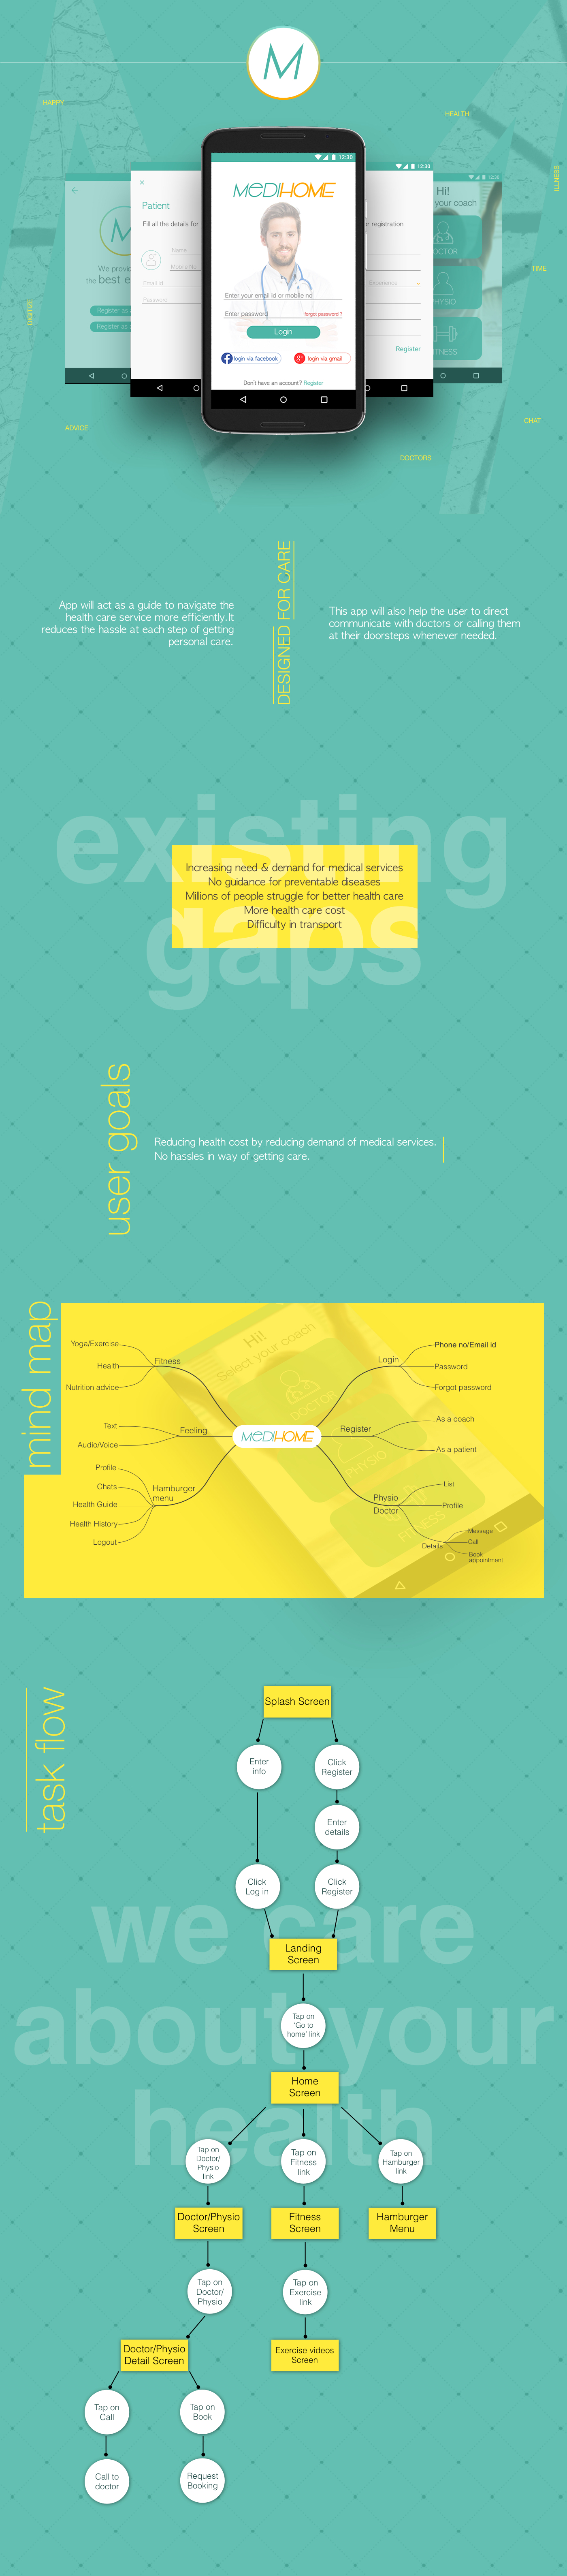 M
HAPPY
HEALTH
ILLNESS
TIME
DIGITIZE
ADVICE
CHAT
DOCTORS
We provid
the best e
Register as
Register as
Patient
Fill all the details for
Name
Mobile No.
Email id
Password
12:30
MEDIHOME
Enter your email id or mobile no
Enter password
forgot password ?
Login
login via facebook
login via gmail
Don't have an account? Register
12:30
or registration
Experience
Register
12:30
Hi!
your coach
OCTOR
HYSIO
TNESS
DESIGNED FOR CARE
App will act as a guide to navigate the
health care service more efficiently.It
reduces the hassle at each step of getting
personal care.
This app will also help the user to direct
communicate with doctors or calling them
at their doorsteps whenever needed.
existing
gaps
Increasing need & demand for medical services
No guidance for preventable diseases
Millions of people struggle for better health care
More health care cost
Difficulty in transport
user goals
Reducing health cost by reducing demand of medical services.
No hassles in way of getting care.
mind map
Hi!
Select your coach
DOCTOR
PHYSIO
FITNESS
MEDIHOME
Fitness
Yoga/Exercise
Health
Nutrition advice
Feeling
Text
Audio/Voice
Hamburger
menu
Profile
Chats
Health Guide
Health History
Logout
Login
Phone no/Email id
Password
Forgot password
Register
As a coach
As a patient
Physio
Doctor
List
Profile
Details
Message
Call
Book
appointment
task flow
we care
about your
health
Splash Screen
Enter
info
Click
Register
Enter
details
Click
Log in
Click
Register
Landing
Screen
Tap on
'Go to
home' link
Home
Screen
Tap on
Doctor/
Physio
link
Tap on
Fitness
link
Tap on
Hamburger
link
Doctor/Physio
Screen
Fitness
Screen
Hamburger
Menu
Tap on
Doctor/
Physio
Tap on
Exercise
link
Doctor/Physio
Detail Screen
Exercise videos
Screen
Tap on
Call
Tap on
Book
Call to
doctor
Request
Booking